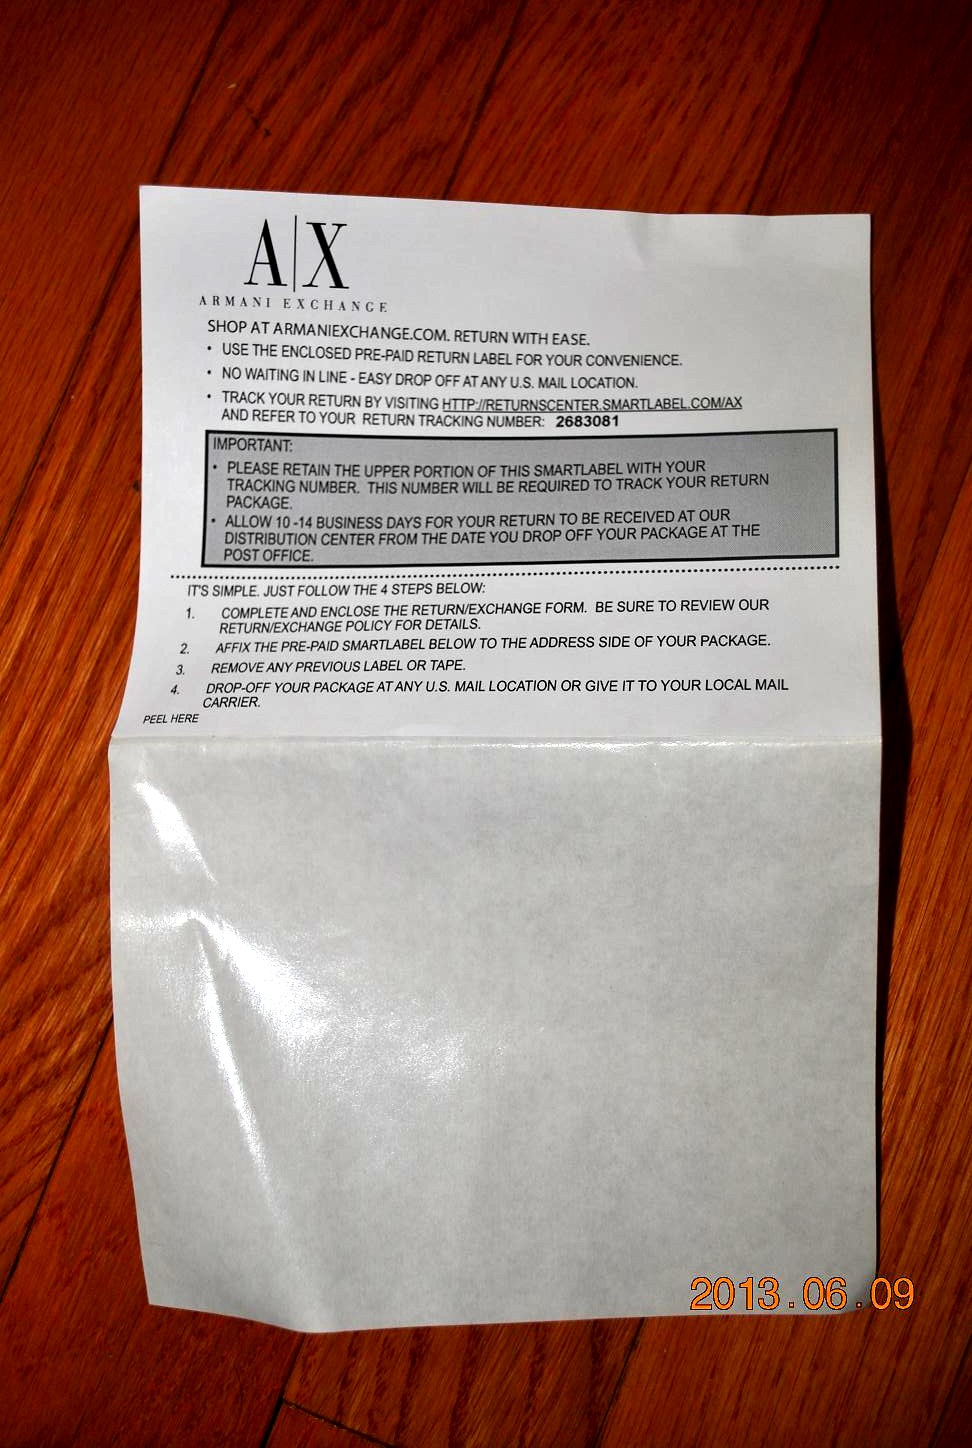 A|X
ARMANI EXCHANGE
SHOP AT ARMANIEXCHANGE.COM. RETURN WITH EASE.
• USE THE ENCLOSED PRE-PAID RETURN LABEL FOR YOUR CONVENIENCE.
• NO WAITING IN LINE - EASY DROP OFF AT ANY U.S. MAIL LOCATION.
• TRACK YOUR RETURN BY VISITING HTTP://RETURNSCENTER.SMARTLABEL.COM/AX
AND REFER TO YOUR RETURN TRACKING NUMBER: 2683081
IMPORTANT:
• PLEASE RETAIN THE UPPER PORTION OF THIS SMARTLABEL WITH YOUR
TRACKING NUMBER. THIS NUMBER WILL BE REQUIRED TO TRACK YOUR RETURN
PACKAGE.
• ALLOW 10 -14 BUSINESS DAYS FOR YOUR RETURN TO BE RECEIVED AT OUR
DISTRIBUTION CENTER FROM THE DATE YOU DROP OFF YOUR PACKAGE AT THE
POST OFFICE.
IT'S SIMPLE. JUST FOLLOW THE 4 STEPS BELOW:
1. COMPLETE AND ENCLOSE THE RETURN/EXCHANGE FORM. BE SURE TO REVIEW OUR
RETURN/EXCHANGE POLICY FOR DETAILS.
2. AFFIX THE PRE-PAID SMARTLABEL BELOW TO THE ADDRESS SIDE OF YOUR PACKAGE.
3. REMOVE ANY PREVIOUS LABEL OR TAPE.
4. DROP-OFF YOUR PACKAGE AT ANY U.S. MAIL LOCATION OR GIVE IT TO YOUR LOCAL MAIL
CARRIER.
PEEL HERE
2013.06.09